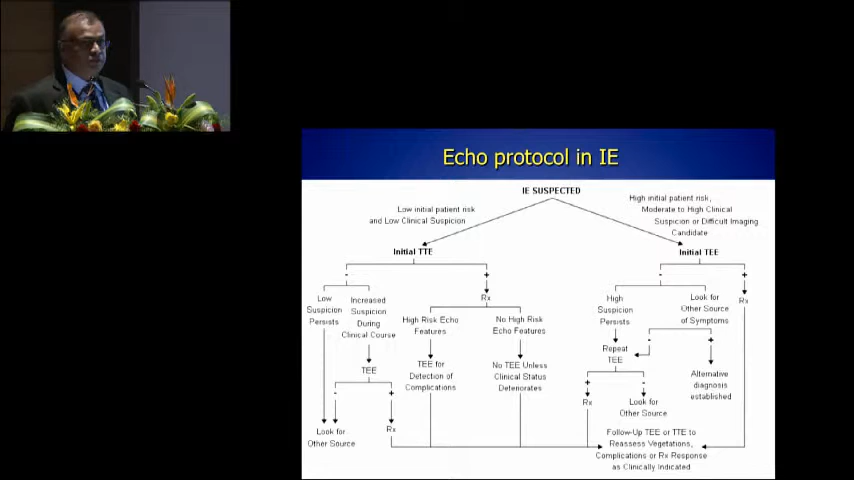 Echo protocol in IE
IE SUSPECTED
Low initial patient risk
and Low Clinical Suspicion
High initial patient risk,
Moderate to High Clinical
Suspicion or Difficult Imaging
Candidate
Initial TTE
Initial TEE
-
+
-
+
Low
Suspicion
Persists
Increased
Suspicion
During
Clinical Course
Rx
High Risk Echo
Features
No High Risk
Echo Features
High
Suspicion
Persists
Look for
Other Source
of Symptoms
Rx
TEE
TEE for
Detection of
Complications
No TEE Unless
Clinical Status
Deteriorates
Repeat
TEE
-
+
Alternative
diagnosis
established
-
+
+
-
Look for
Other Source
Rx
Rx
Look for
Other Source
Follow-Up TEE or TTE to
Reassess Vegetations,
Complications or Rx Response
as Clinically Indicated